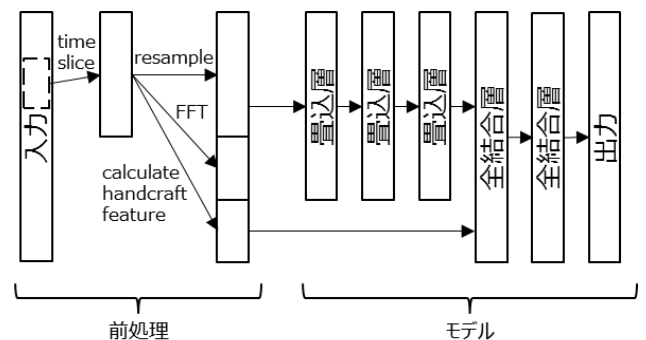 入力
time
slice
resample
FFT
calculate
handcraft
feature
畳込層
畳込層
畳込層
全結合層
全結合層
出力
前処理
モデル